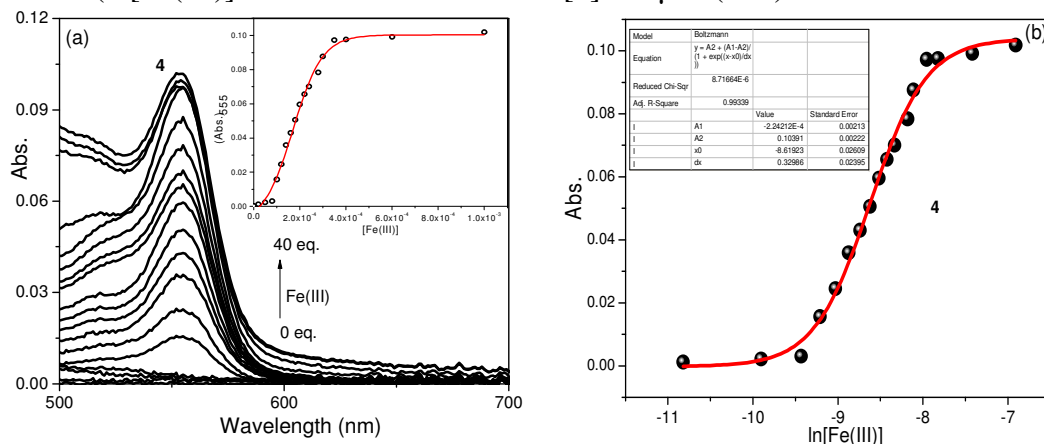 (a)
4
0.12
0.09
0.06
0.03
0.00
Abs.
500
600
700
Wavelength (nm)
40 eq.
Fe(III)
0 eq.
0.10
0.08
0.06
0.04
0.02
0.00
(Abs.)555
0.0
2.0x10-4
4.0x10-4
6.0x10-4
8.0x10-4
1.0x10-3
[Fe(III)]
(b)
Model Boltzmann
Equation y = A2 + (A1-A2)/
(1 + exp((x-x0)/dx
))
Reduced Chi-Sqr 8.71664E-6
Adj. R-Square 0.99339
Value Standard Error
I A1 -2.24212E-4 0.00213
I A2 0.10391 0.00222
I x0 -8.61923 0.02609
I dx 0.32986 0.02395
4
0.10
0.08
0.06
0.04
0.02
0.00
Abs.
-11
-10
-9
-8
-7
ln[Fe(III)]